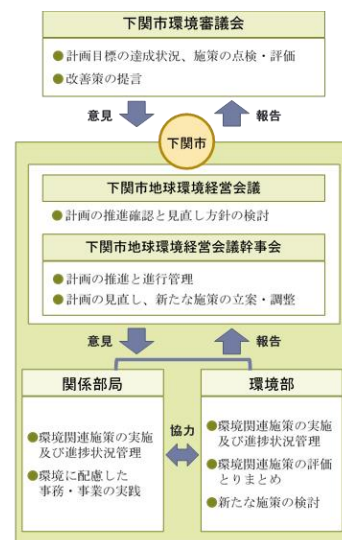 下関市環境審議会
●計画目標の達成状況、施策の点検・評価
●改善策の提言
意見
報告
下関市
下関市地球環境経営会議
●計画の推進確認と見直し方針の検討
下関市地球環境経営会議幹事会
●計画の推進と進行管理
●計画の見直し、新たな施策の立案・調整
意見
報告
関係部局
●環境関連施策の実施
及び進捗状況管理
●環境に配慮した
事務・事業の実践
協力
環境部
●環境関連施策の実施
及び進捗状況管理
●環境関連施策の評価
とりまとめ
●新たな施策の検討